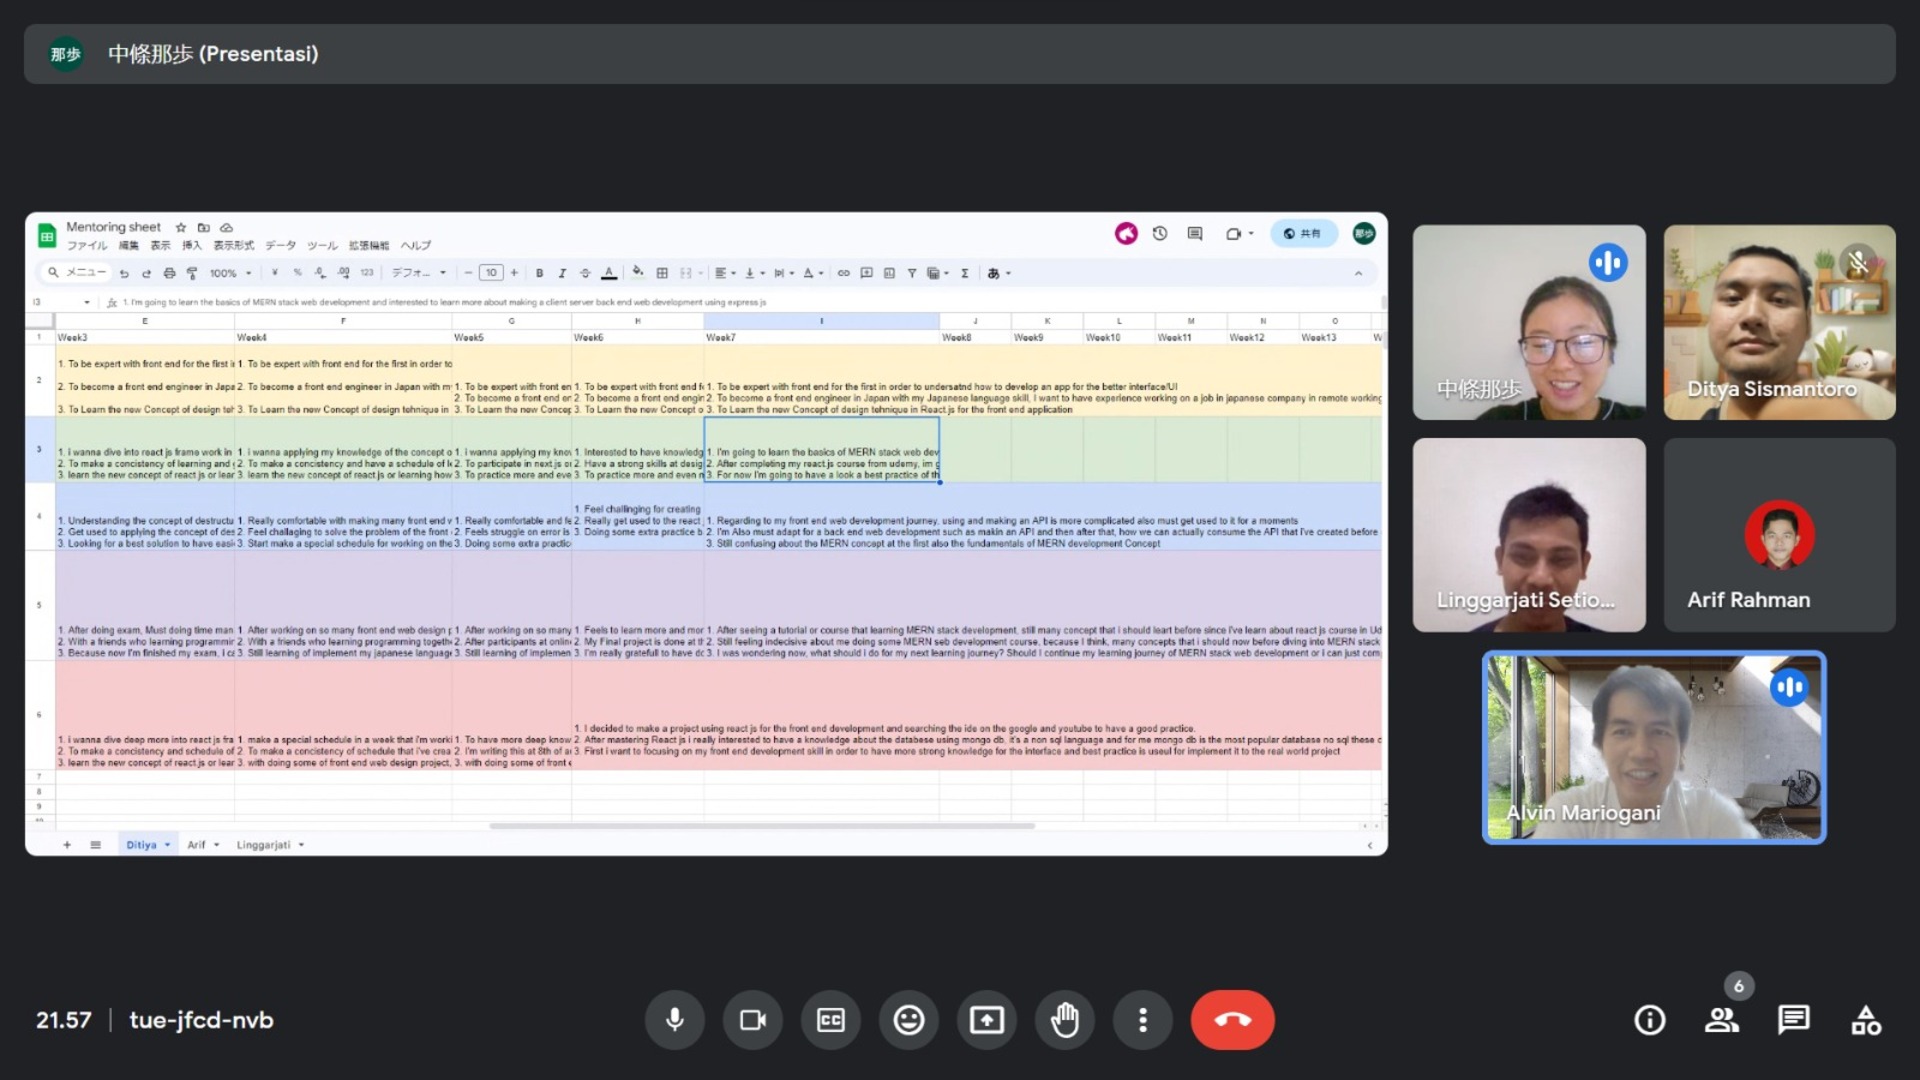 那歩 中條那歩 (Presentasi)
Mentoring sheet
ファイル 編集 表示 挿入 表示形式 データ ツール 拡張機能 ヘルプ
共有
那歩
メニュー 100% ¥ % .0 .00 123 デフォ... 10 B I A あ
I3 fx 1. I'm going to learn the basics of MERN stack web development and interested to learn more about making a client server back end web development using express js
E F G H I J K L M N O
1 Week3 Week4 Week5 Week6 Week7 Week8 Week9 Week10 Week11 Week12 Week13 W
1. To be expert with front end for the first i 1. To be expert with front end for the first in order to
2 2. To become a front end engineer in Japa 2. To become a front end engineer in Japan with m 1. To be expert with front en 1. To be expert with front end f 1. To be expert with front end for the first in order to undersatnd how to develop an app for the better interface/UI
2. To become a front end en 2. To become a front end engin 2. To become a front end engineer in Japan with my Japanese language skill, I want to have experience working on a job in japanese company in remote working
3. To Learn the new Concept of design teh 3. To Learn the new Concept of design tehnique in 3. To Learn the new Concep 3. To Learn the new Concept o 3. To Learn the new Concept of design tehnique in React.js for the front end application
3 1. i wanna dive into react js frame work in 1. i wanna applying my knowledge of the concept o 1. i wanna applying my knov 1. Interested to have knowledg 1. I'm going to learn the basics of MERN stack web dev
2. To make a concistency of learning and 2. To make a concistency and have a schedule of l 2. To participate in next.js o 2. Have a strong skills at desig 2. After completing my react.js course from udemy, im g
3. learn the new concept of react.js or lear 3. learn the new concept of react.js or learning how 3. To practice more and eve 3. To practice more and even n 3. For now I'm going to have a look a best practice of th
1. Feel challinging for creating
4 1. Understanding the concept of destructu 1. Really comfortable with making many front end v 1. Really comfortable and fe 2. Really get used to the react 1. Regarding to my front end web development journey, using and making an API is more complicated also must get used to it for a moments
2. Get used to applying the concept of des 2. Feel challaging to solve the problem of the front 2. Feels struggle on error is 3. Doing some extra practice b 2. I'm Also must adapt for a back end web development such as makin an API and then after that, how we can actually consume the API that I've created before
3. Looking for a best solution to have easi 3. Start make a special schedule for working on the 3. Doing some extra practic 3. Still confusing about the MERN concept at the first also the fundamentals of MERN development Concept
5 1. After doing exam, Must doing time man 1. After working on so many front end web design p 1. After working on so many 1. Feels to learn more and mor 1. After seeing a tutorial or course that learning MERN stack development, still many concept that i should leart before since i've learn about react js course in Ud
2. With a friends who learning programmin 2. With a friends who learning programming togeth 2. After participants at onlin 2. My Final project is done at th 2. Still feeling indecisive about me doing some MERN seb development course, because I think, many concepts that i should now before diving into MERN stack
3. Because now I'm finished my exam, I ca 3. Still learning of implement my japanese languag 3. Still learning of implemen 3. I'm really gratefull to have dc 3. I was wondering now, what should i do for my next learning journey? Should I continue my learning journey of MERN stack web development or i can just com
6 1. I decided to make a project using react js for the front end development and searching the ide on the google and youtube to have a good practice.
1. i wanna dive deep more into react js fra 1. make a special schedule in a week that i'm worki 1. To have more deep know 2. After mastering React js i really interested to have a knowledge about the database using mongo db, it's a non sql language and for me mongo db is the most popular database no sql these c
2. To make a concistency and schedule of 2. To make a concistency of schedule that i've crea 2. I'm writing this at 8th of a 3. First i want to focusing on my front end development skill in order to have more strong knowledge for the interface and best practice is useul for implement it to the real world project
3. learn the new concept of react.js or lear 3. with doing some of front end web design project, 3. with doing some of front e
7
8
9
+ Ditiya Arif Linggarjati
中條那歩
Ditya Sismantoro
Linggarjati Setio...
Arif Rahman
Alvin Mariogani
21.57 | tue-jfcd-nvb
CC
6